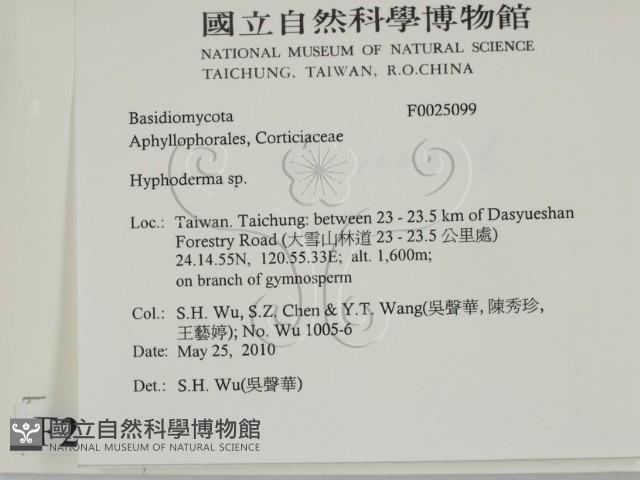 國立自然科學博物館
NATIONAL MUSEUM OF NATURAL SCIENCE
TAICHUNG, TAIWAN, R.O.CHINA
Basidiomycota F0025099
Aphyllophorales, Corticiaceae
Hyphoderma sp.
Loc.: Taiwan. Taichung: between 23 - 23.5 km of Dasyueshan
Forestry Road (大雪山林道 23 - 23.5 公里處)
24.14.55N, 120.55.33E; alt. 1,600m;
on branch of gymnosperm
Col.: S.H. Wu, S.Z. Chen & Y.T. Wang(吳聲華, 陳秀珍,
王藝婷); No. Wu 1005-6
Date: May 25, 2010
Det.: S.H. Wu(吳聲華)
國立自然科學博物館
NATIONAL MUSEUM OF NATURAL SCIENCE